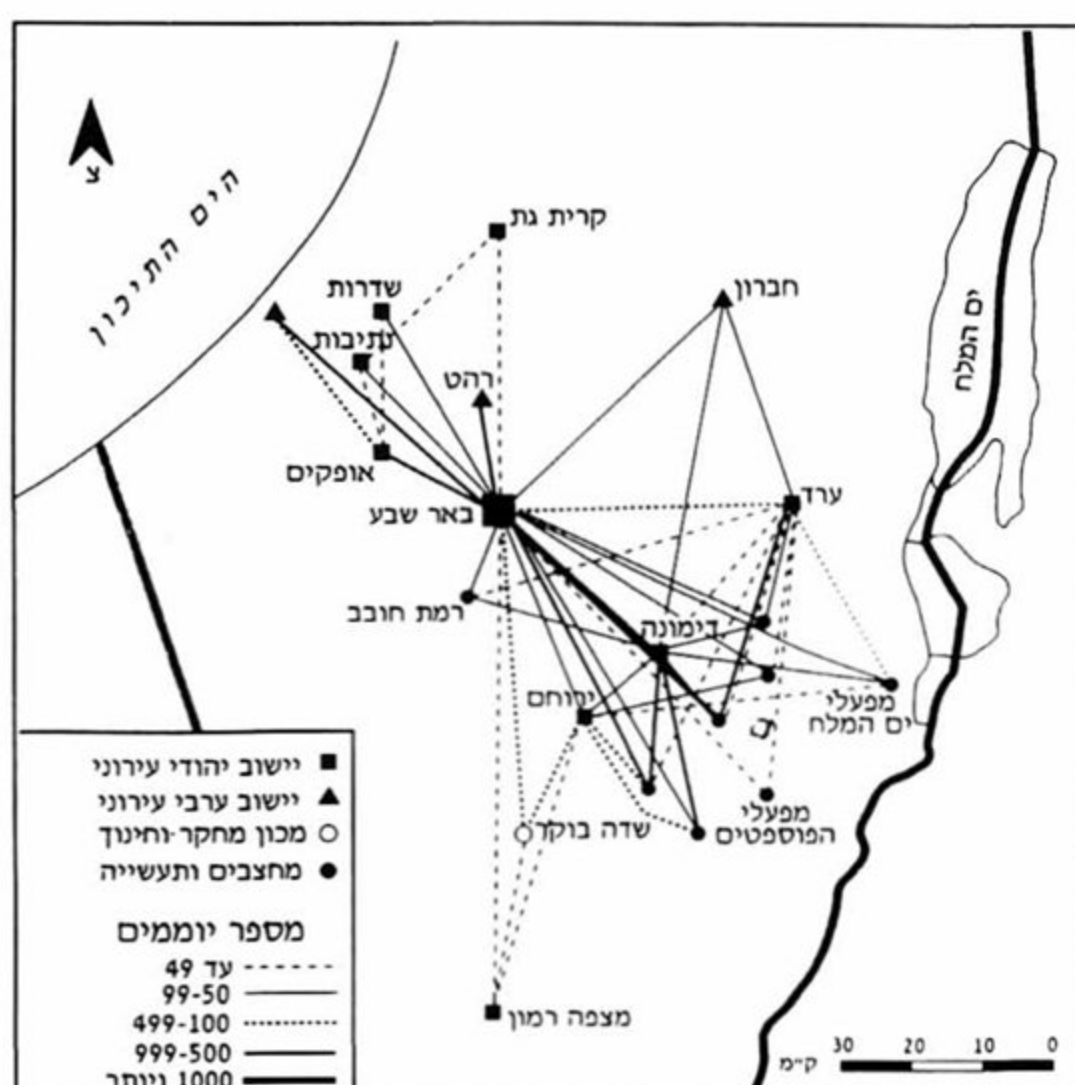 צ
הים התיכון
קרית גת
שדרות
נתיבות
חברון
ים המלח
רהט
אופקים
באר שבע
ערד
רמת חובב
דימונה
ירוחם
מפעלי
ים המלח
שדה בוקר
מפעלי
הפוספטים
מצפה רמון
יישוב יהודי עירוני
יישוב ערבי עירוני
מכון מחקר וחינוך
מחצבים ותעשייה
מספר יוממים
עד 49
99-50
499-100
999-500
1000 ויותר
ק״מ 30 20 10 0